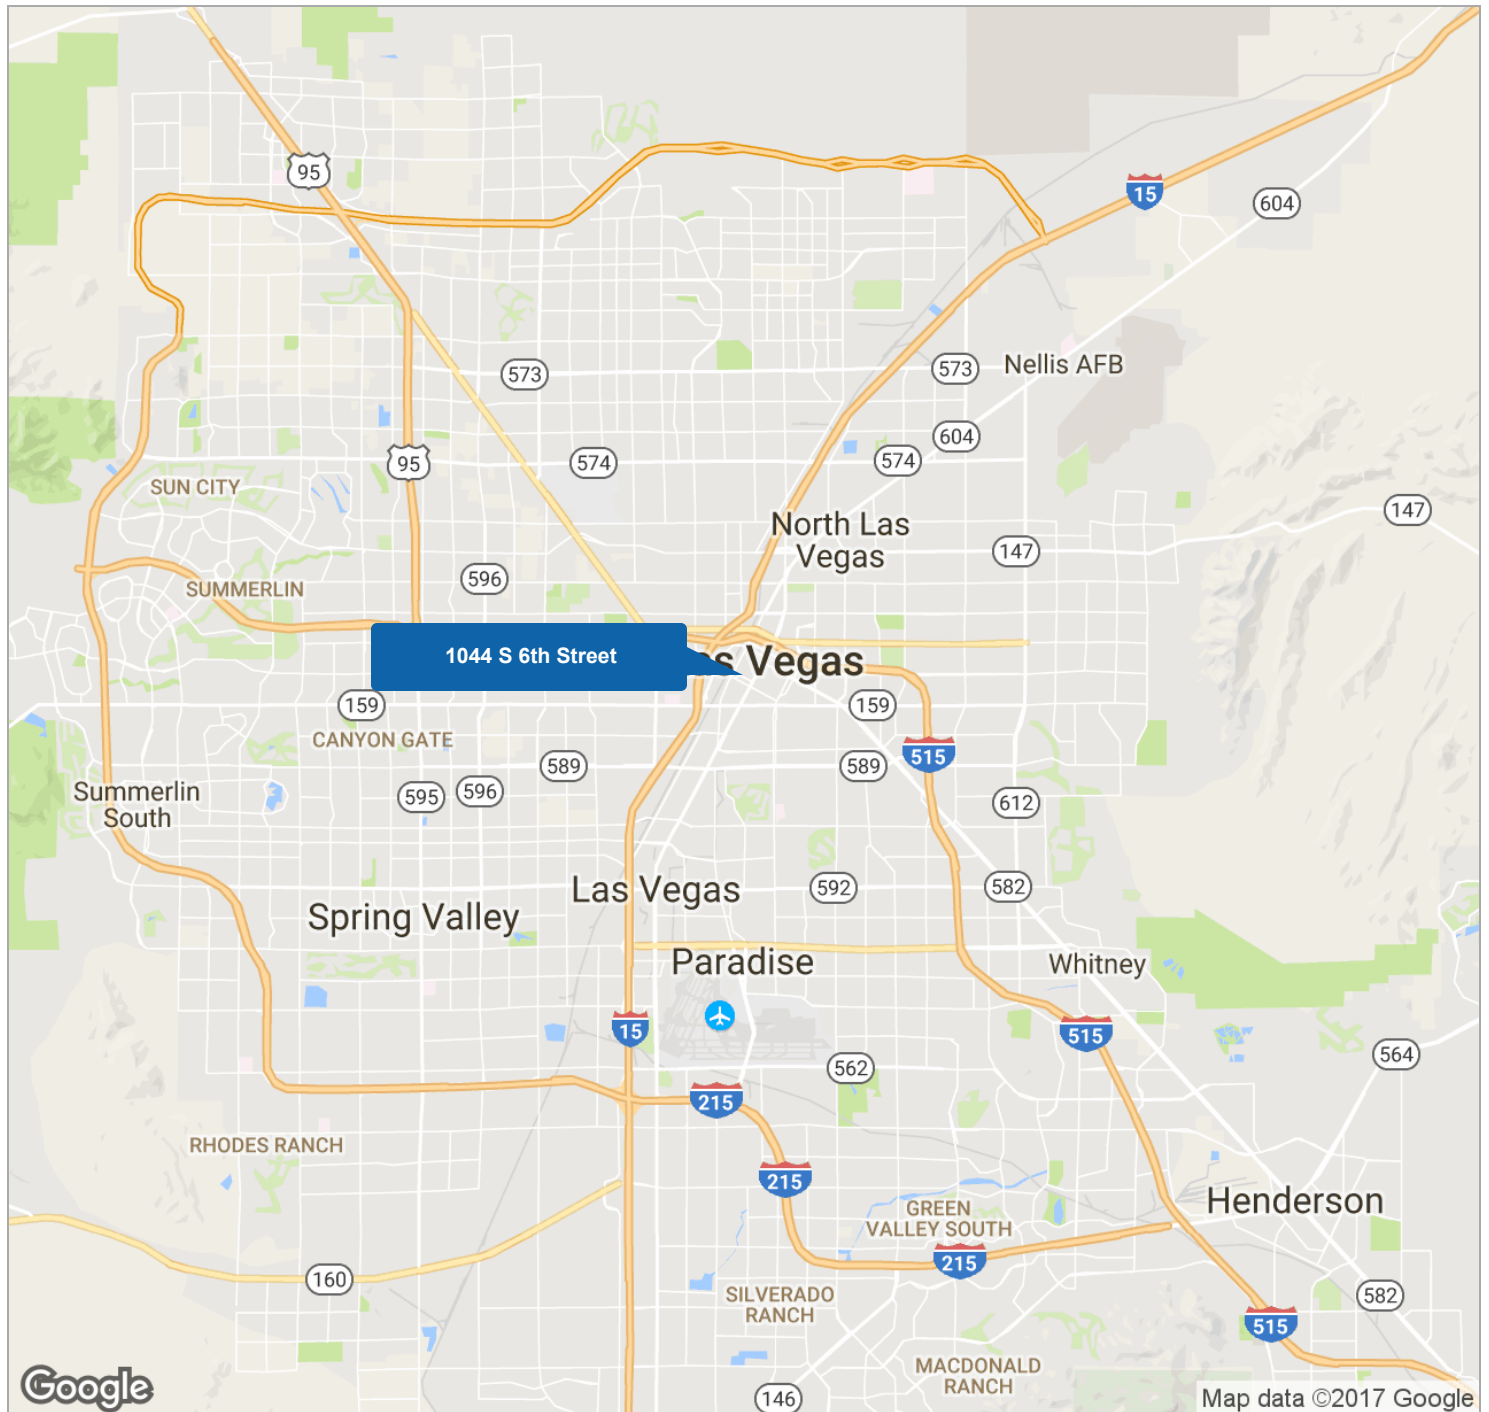 95
15
604
573
573
Nellis AFB
604
95
574
574
SUN CITY
147
North Las
Vegas
147
596
SUMMERLIN
1044 S 6th Street
as Vegas
159
159
CANYON GATE
515
589
589
Summerlin
South
595
596
612
Las Vegas
592
582
Spring Valley
Paradise
Whitney
15
515
564
562
215
RHODES RANCH
215
Henderson
GREEN
VALLEY SOUTH
215
160
SILVERADO
RANCH
582
515
MACDONALD
RANCH
Google
146
Map data ©2017 Google